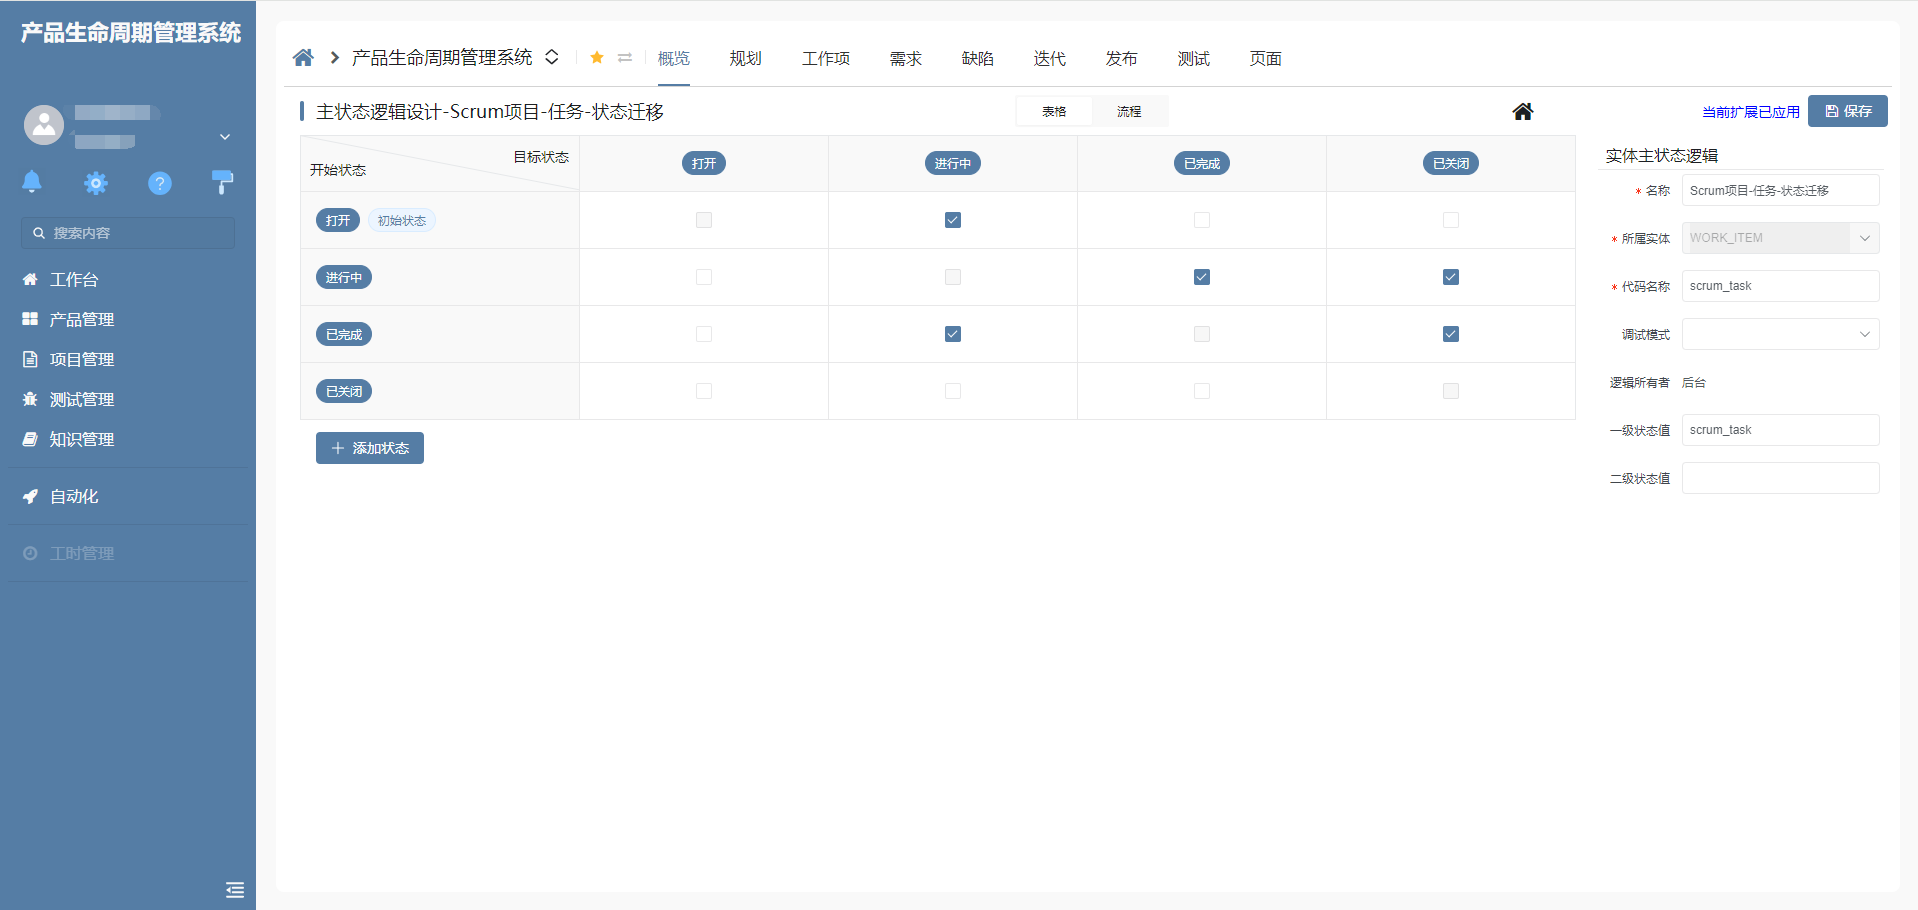 产品生命周期管理系统
搜索内容
工作台
产品管理
项目管理
测试管理
知识管理
自动化
工时管理
产品生命周期管理系统
概览 规划 工作项 需求 缺陷 迭代 发布 测试 页面
主状态逻辑设计-Scrum项目-任务-状态迁移
表格 流程
当前扩展已应用 保存
目标状态
开始状态
打开 进行中 已完成 已关闭
打开 初始状态
进行中
已完成
已关闭
添加状态
实体主状态逻辑
* 名称 Scrum项目-任务-状态迁移
* 所属实体 WORK_ITEM
* 代码名称 scrum_task
调试模式
逻辑所有者 后台
一级状态值 scrum_task
二级状态值